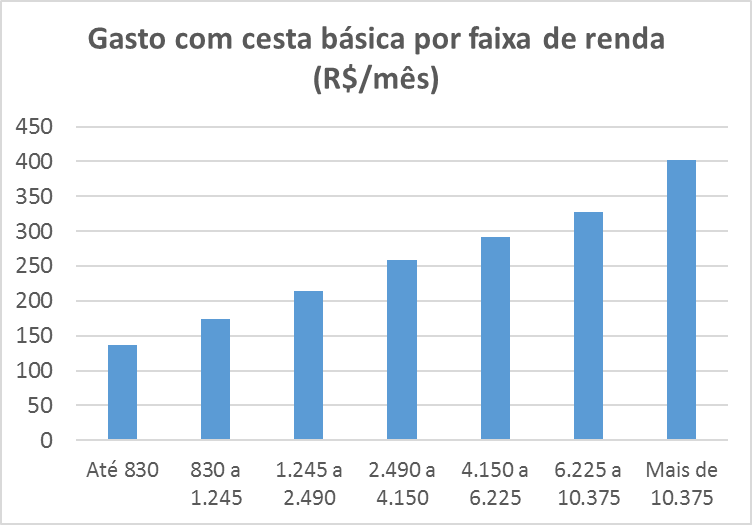 Gasto com cesta básica por faixa de renda
(R$/mês)
450
400
350
300
250
200
150
100
50
0
Até 830
830 a
1.245
1.245 a
2.490
2.490 a
4.150
4.150 a
6.225
6.225 a
10.375
Mais de
10.375